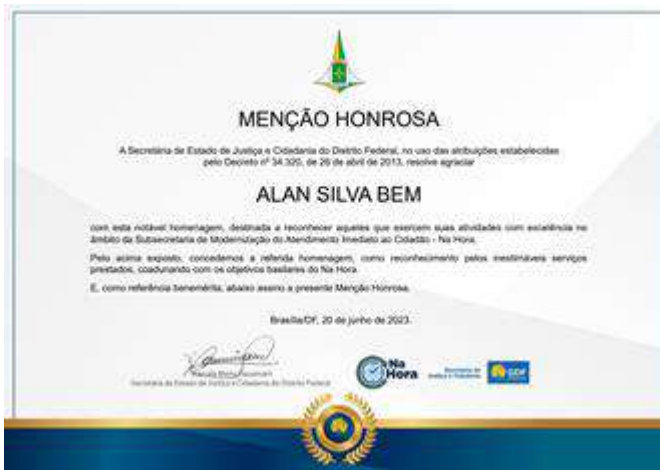 MENÇÃO HONROSA
A Secretária de Estado de Justiça e Cidadania do Distrito Federal, no uso das atribuições estabelecidas
pelo Decreto nº 34.320, de 26 de abril de 2013, resolve agraciar
ALAN SILVA BEM
com esta notável homenagem, destinada a reconhecer aqueles que exercem suas atividades com excelência no
âmbito da Subsecretaria de Modernização do Atendimento Imediato ao Cidadão - Na Hora.
Pelo acima exposto, concedemos a referida homenagem, como reconhecimento pelos inestimáveis serviços
prestados, coadunando com os objetivos basilares do Na Hora.
E, como referência benemérita, abaixo assino a presente Menção Honrosa.
Brasília/DF, 20 de junho de 2023.
Secretária de Estado de Justiça e Cidadania do Distrito Federal
Na
Hora
Secretaria de
Justiça e Cidadania
GDF